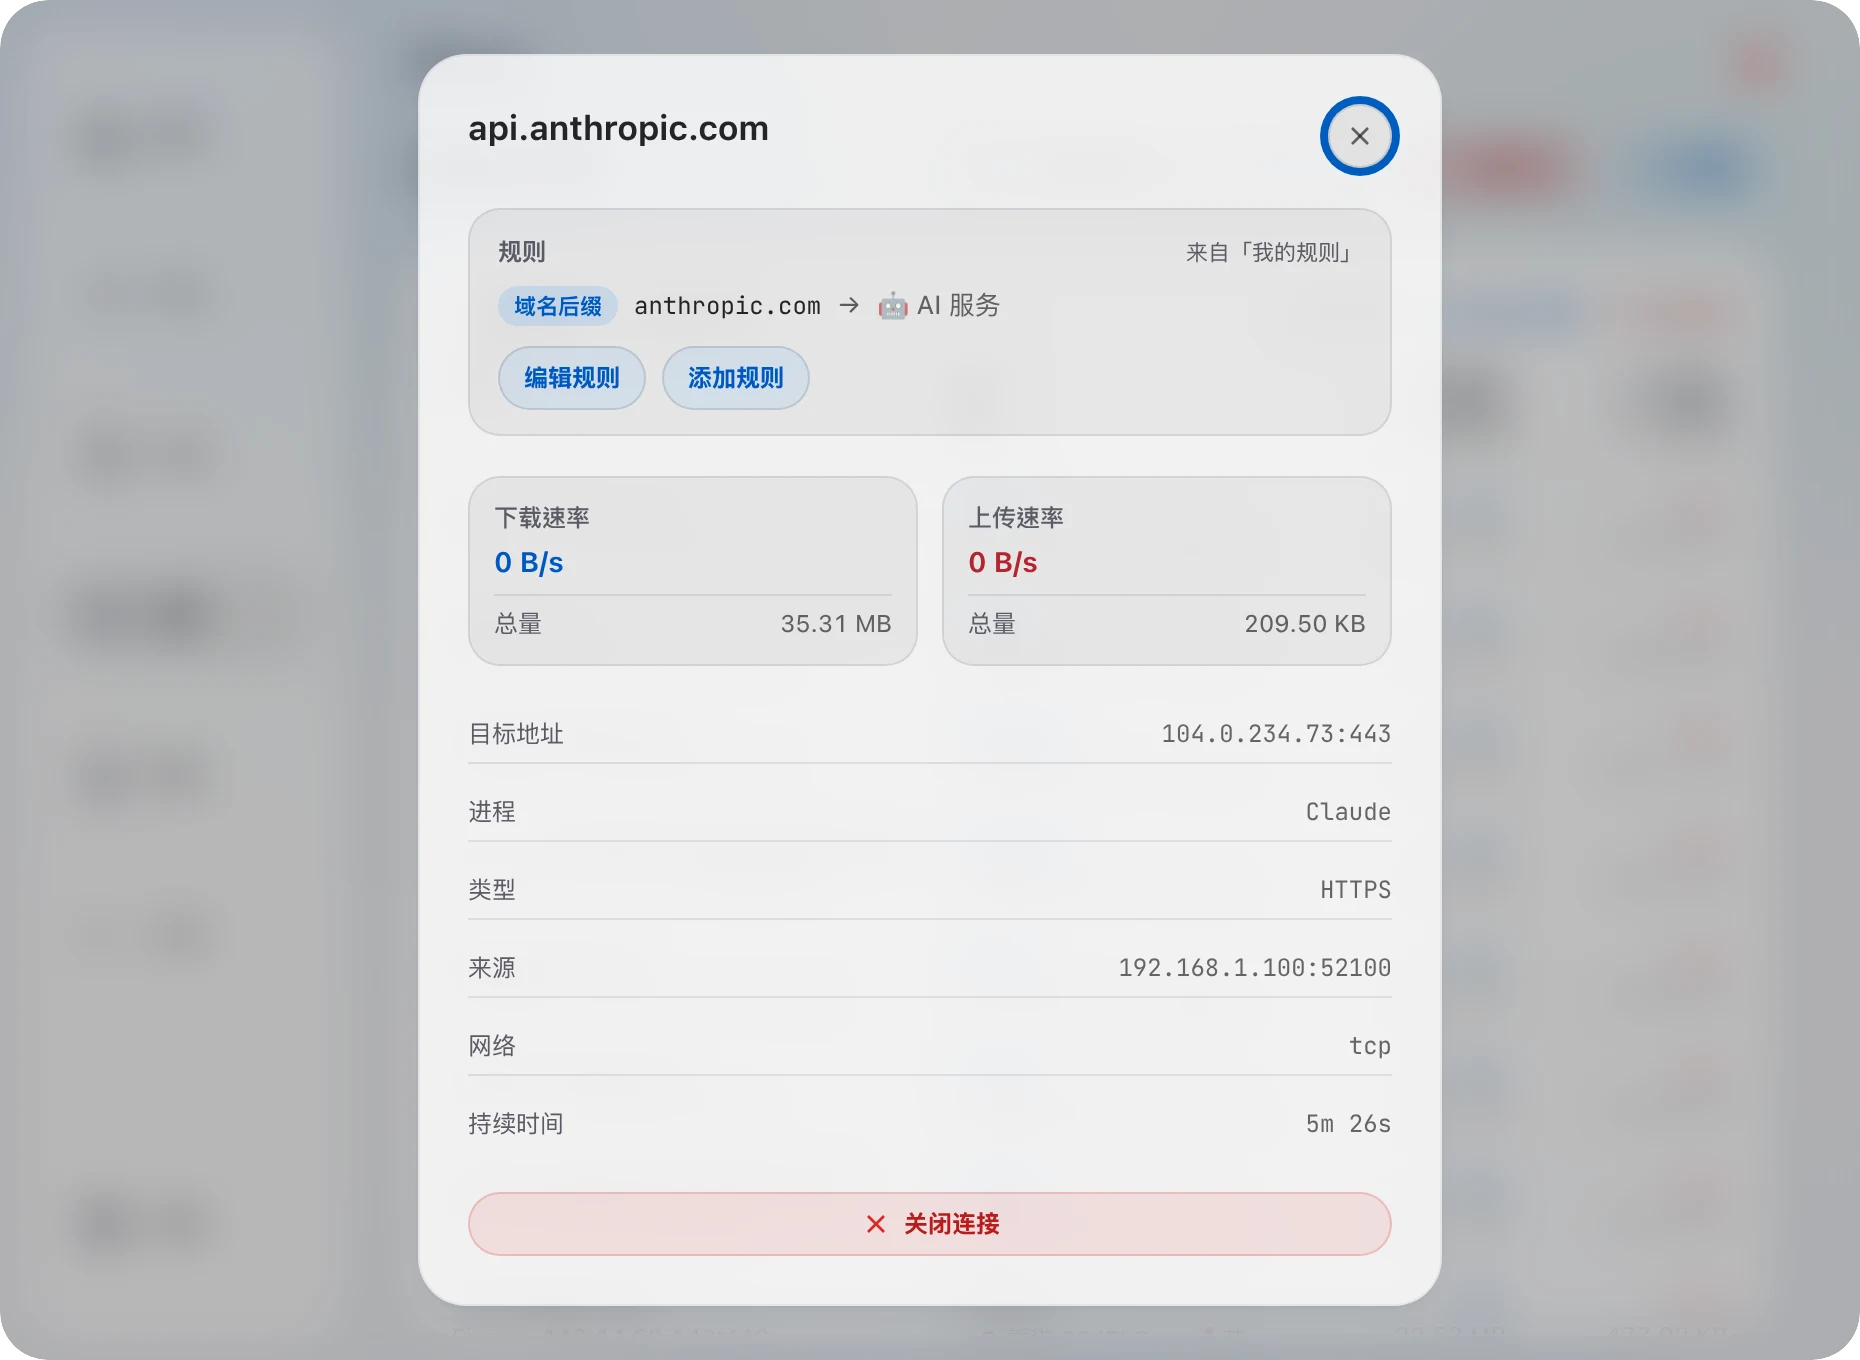 api.anthropic.com
规则
来自「我的规则」
域名后缀 anthropic.com → 🤖 AI 服务
编辑规则 添加规则
下载速率
0 B/s
总量 35.31 MB
上传速率
0 B/s
总量 209.50 KB
目标地址 104.0.234.73:443
进程 Claude
类型 HTTPS
来源 192.168.1.100:52100
网络 tcp
持续时间 5m 26s
× 关闭连接